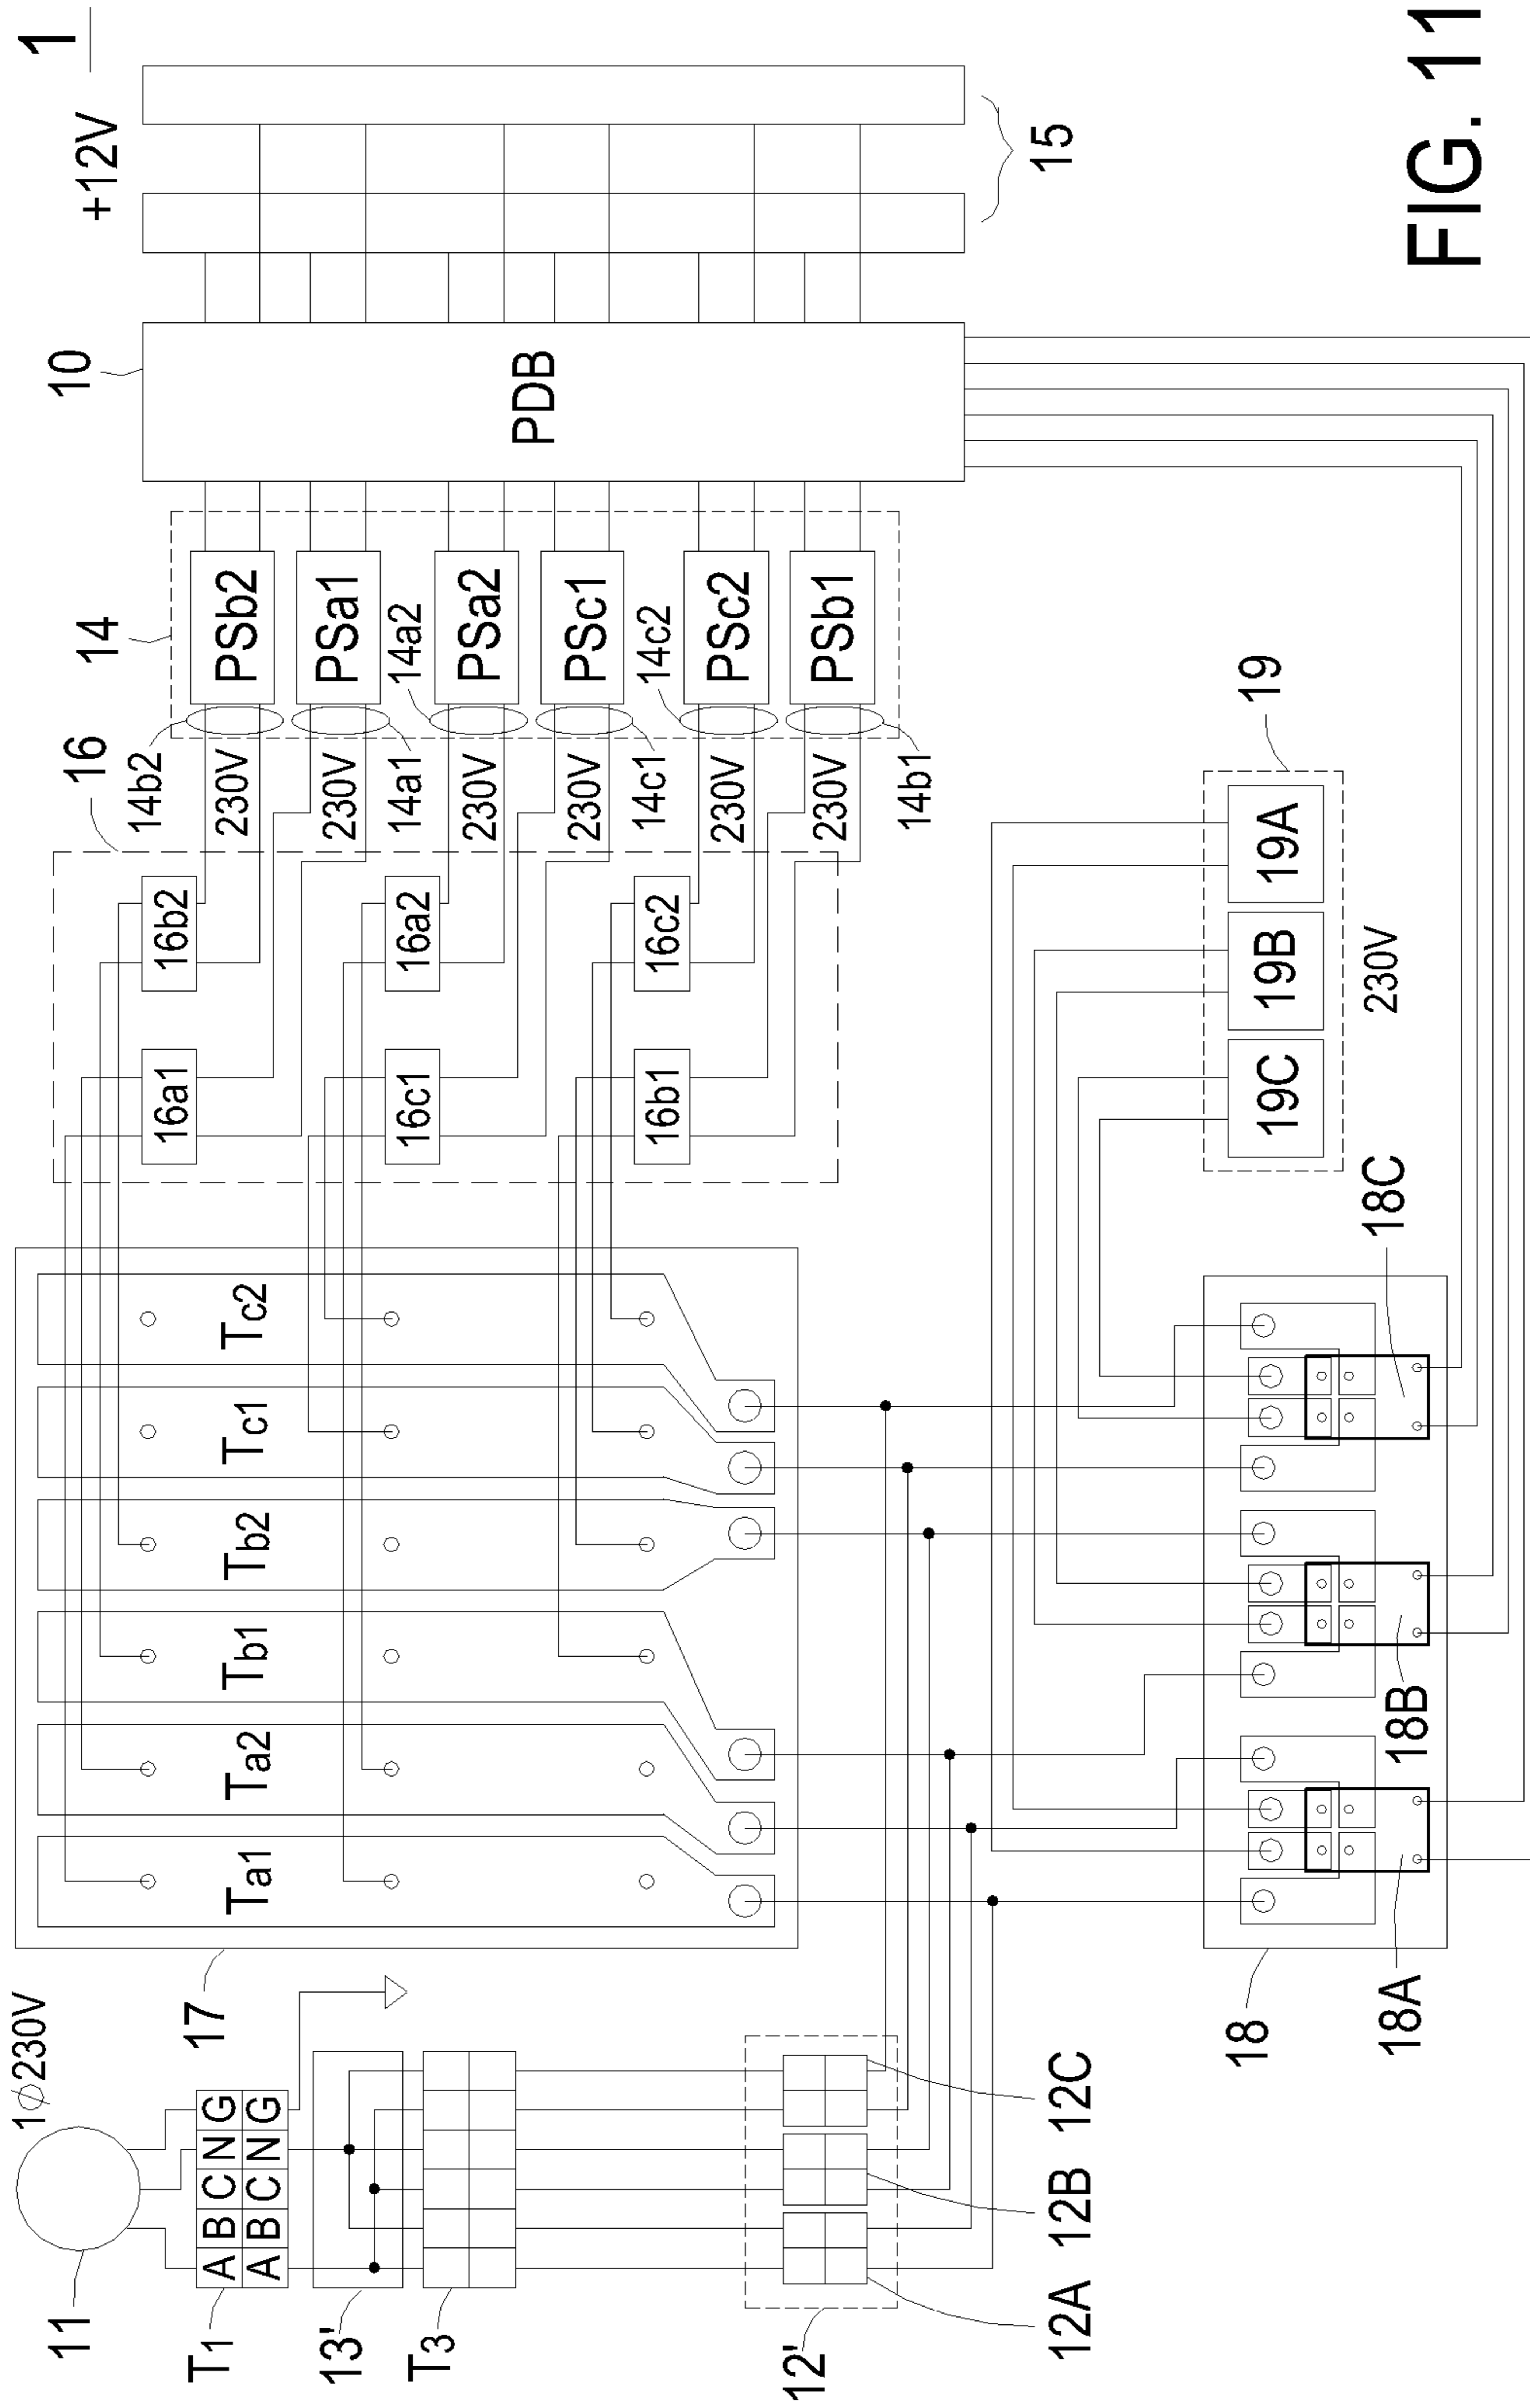 1
+12V
10
PDB
15
14
PSb2
PSa1
PSa2
PSc1
PSc2
PSb1
14b2
14a1
14a2
14c1
14c2
14b1
230V
230V
230V
230V
230V
230V
16
16b2
16a2
16c2
16a1
16c1
16b1
19
19A
19B
19C
230V
17
Tc2
Tc1
Tb2
Tb1
Ta2
Ta1
18
18C
18B
18A
1⌀230V
11
T1
A B C N G
A B C N G
13'
T3
12'
12A
12B
12C
FIG. 11